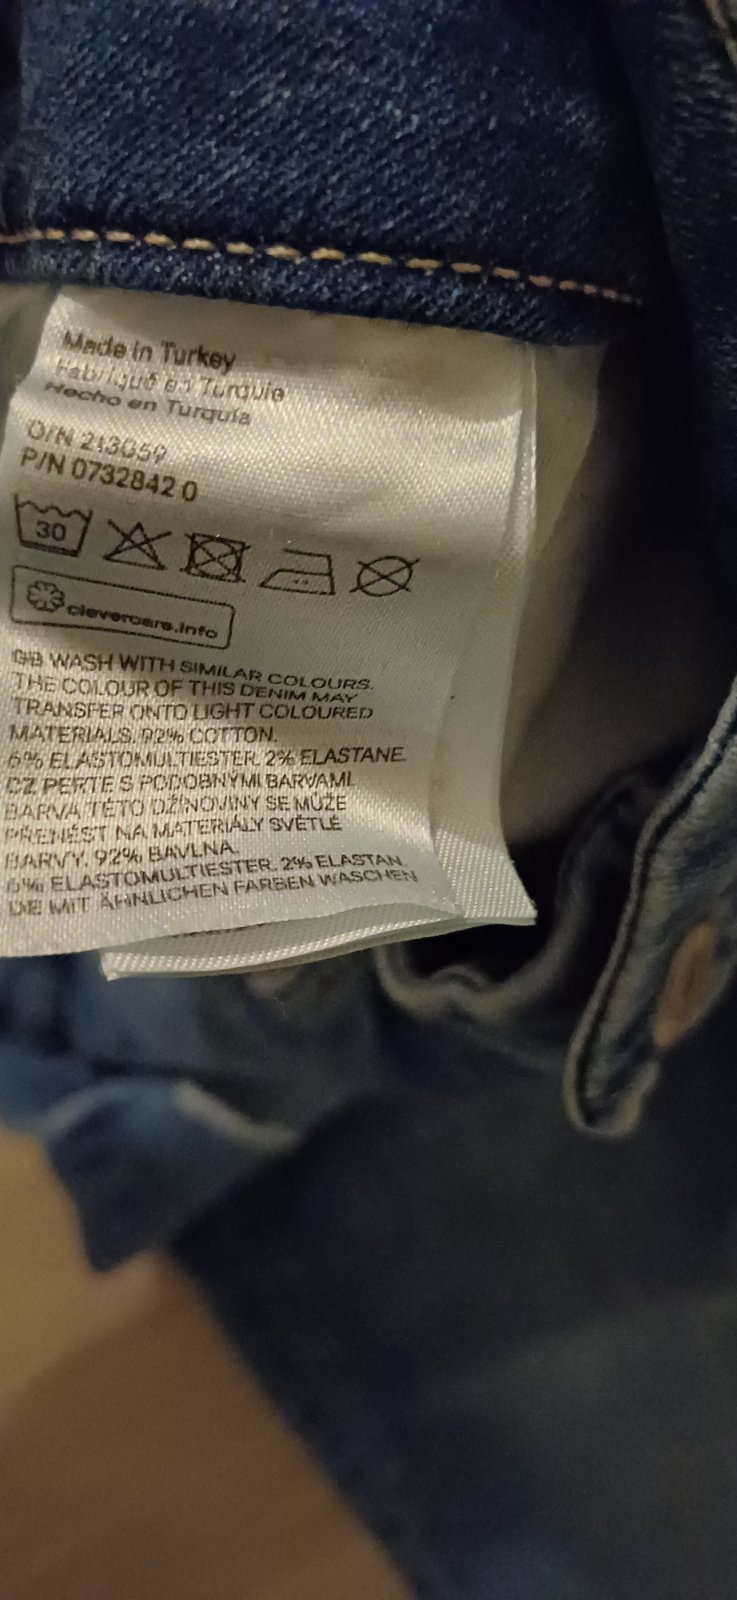 Made in Turkey
Fabriqué en Turquie
Hecho en Turquía
O/N 243059
P/N 0732842 0
30
clevercare.info
GB WASH WITH SIMILAR COLOURS.
THE COLOUR OF THIS DENIM MAY
TRANSFER ONTO LIGHT COLOURED
MATERIALS. 92% COTTON.
6% ELASTOMULTIESTER. 2% ELASTANE.
CZ PERTE S PODOBNÝMI BARVAMI.
BARVA TÉTO DŽÍNOVINY SE MŮŽE
PŘENÉST NA MATERIÁLY SVĚTLÉ
BARVY. 92% BAVLNA.
6% ELASTOMULTIESTER. 2% ELASTAN.
DE MIT ÄHNLICHEN FARBEN WASCHEN